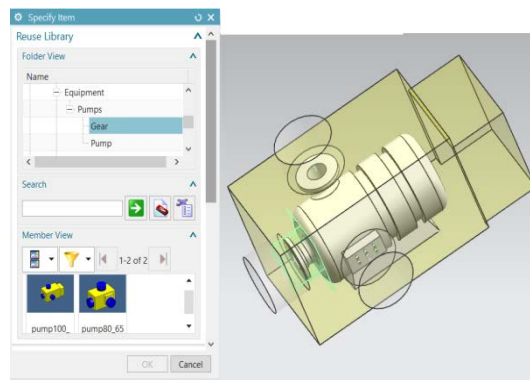 Specify Item
Reuse Library
Folder View
Name
Equipment
Pumps
Gear
Pump
Search
Member View
1-2 of 2
pump100_ pump80_65
OK Cancel